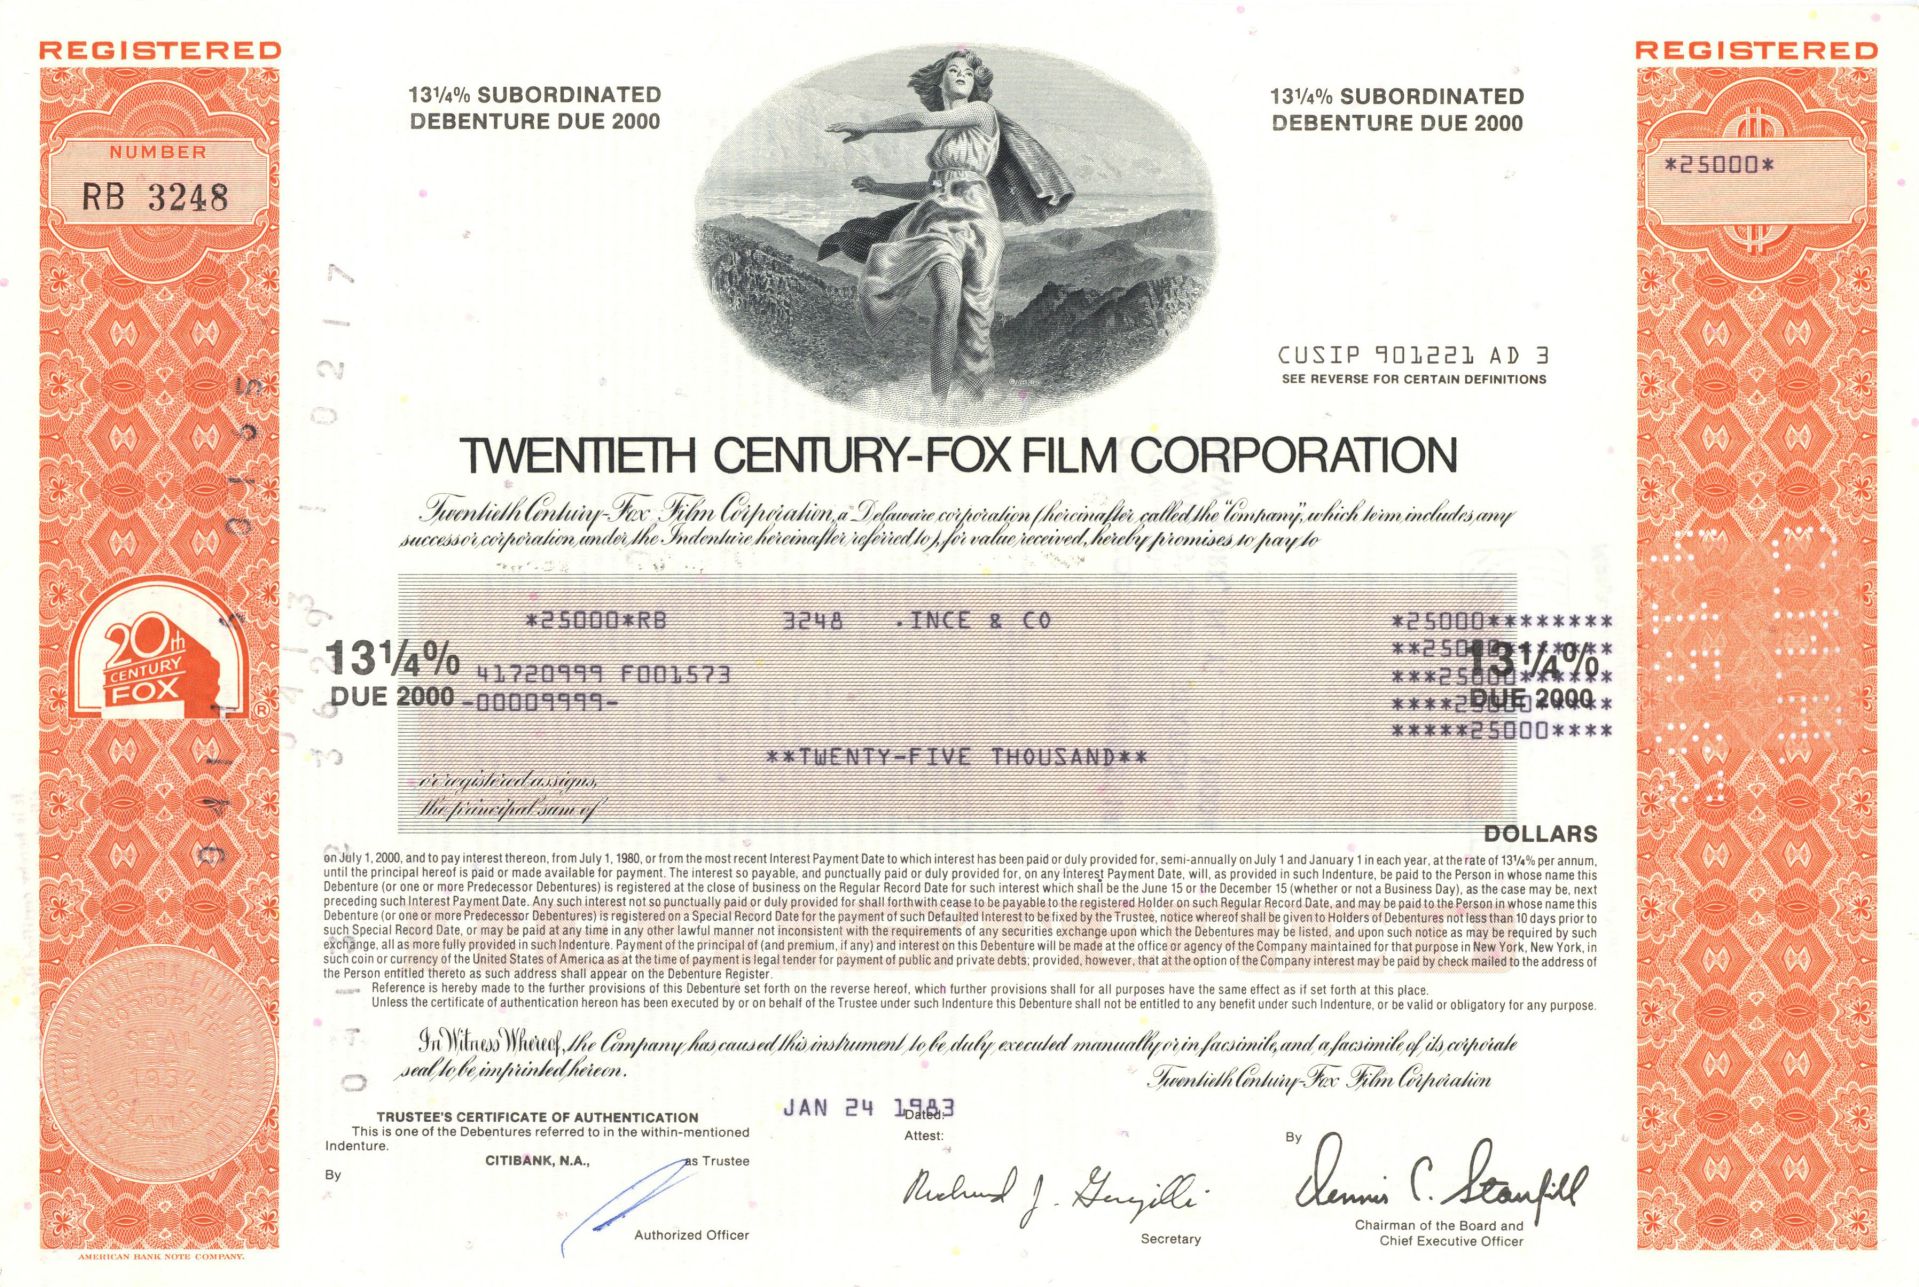 REGISTERED
REGISTERED
NUMBER
RB 3248
13¼% SUBORDINATED
DEBENTURE DUE 2000
13¼% SUBORDINATED
DEBENTURE DUE 2000
*25000*
CUSIP 901221 AD 3
SEE REVERSE FOR CERTAIN DEFINITIONS
TWENTIETH CENTURY-FOX FILM CORPORATION
Twentieth Century-Fox Film Corporation, a Delaware corporation (hereinafter called the "Company", which term includes any
successor corporation under the Indenture hereinafter referred to), for value received, hereby promises to pay to
*25000*RB 3248 .INCE & CO *25000********
13¼% DUE 2000
41720999 F001573
-00009999-
**25000*******
***25000******
****25000*****
*****25000****
13¼% DUE 2000
**TWENTY-FIVE THOUSAND**
or registered assigns,
the principal sum of
DOLLARS
20th
CENTURY
FOX
®
on July 1, 2000, and to pay interest thereon, from July 1, 1980, or from the most recent Interest Payment Date to which interest has been paid or duly provided for, semi-annually on July 1 and January 1 in each year, at the rate of 13¼% per annum,
until the principal hereof is paid or made available for payment. The interest so payable, and punctually paid or duly provided for, on any Interest Payment Date, will, as provided in such Indenture, be paid to the Person in whose name this
Debenture (or one or more Predecessor Debentures) is registered at the close of business on the Regular Record Date for such interest which shall be the June 15 or the December 15 (whether or not a Business Day), as the case may be, next
preceding such Interest Payment Date. Any such interest not so punctually paid or duly provided for shall forthwith cease to be payable to the registered Holder on such Regular Record Date, and may be paid to the Person in whose name this
Debenture (or one or more Predecessor Debentures) is registered on a Special Record Date for the payment of such Defaulted Interest to be fixed by the Trustee, notice whereof shall be given to Holders of Debentures not less than 10 days prior to
such Special Record Date, or may be paid at any time in any other lawful manner not inconsistent with the requirements of any securities exchange upon which the Debentures may be listed, and upon such notice as may be required by such
exchange, all as more fully provided in such Indenture. Payment of the principal of (and premium, if any) and interest on this Debenture will be made at the office or agency of the Company maintained for that purpose in New York, New York, in
such coin or currency of the United States of America as at the time of payment is legal tender for payment of public and private debts; provided, however, that at the option of the Company interest may be paid by check mailed to the address of
the Person entitled thereto as such address shall appear on the Debenture Register.
Reference is hereby made to the further provisions of this Debenture set forth on the reverse hereof, which further provisions shall for all purposes have the same effect as if set forth at this place.
Unless the certificate of authentication hereon has been executed by or on behalf of the Trustee under such Indenture this Debenture shall not be entitled to any benefit under such Indenture, or be valid or obligatory for any purpose.
In Witness Whereof, the Company has caused this instrument to be duly executed manually or in facsimile, and a facsimile of its corporate
seal to be imprinted hereon.
Twentieth Century-Fox Film Corporation
CORPORATE
SEAL
1952
DELAWARE
TRUSTEE'S CERTIFICATE OF AUTHENTICATION
This is one of the Debentures referred to in the within-mentioned
Indenture.
CITIBANK, N.A., as Trustee
By
Authorized Officer
JAN 24 1983
Dated:
Attest:
Secretary
By
Dennis C. Stanfill
Chairman of the Board and
Chief Executive Officer
AMERICAN BANK NOTE COMPANY.